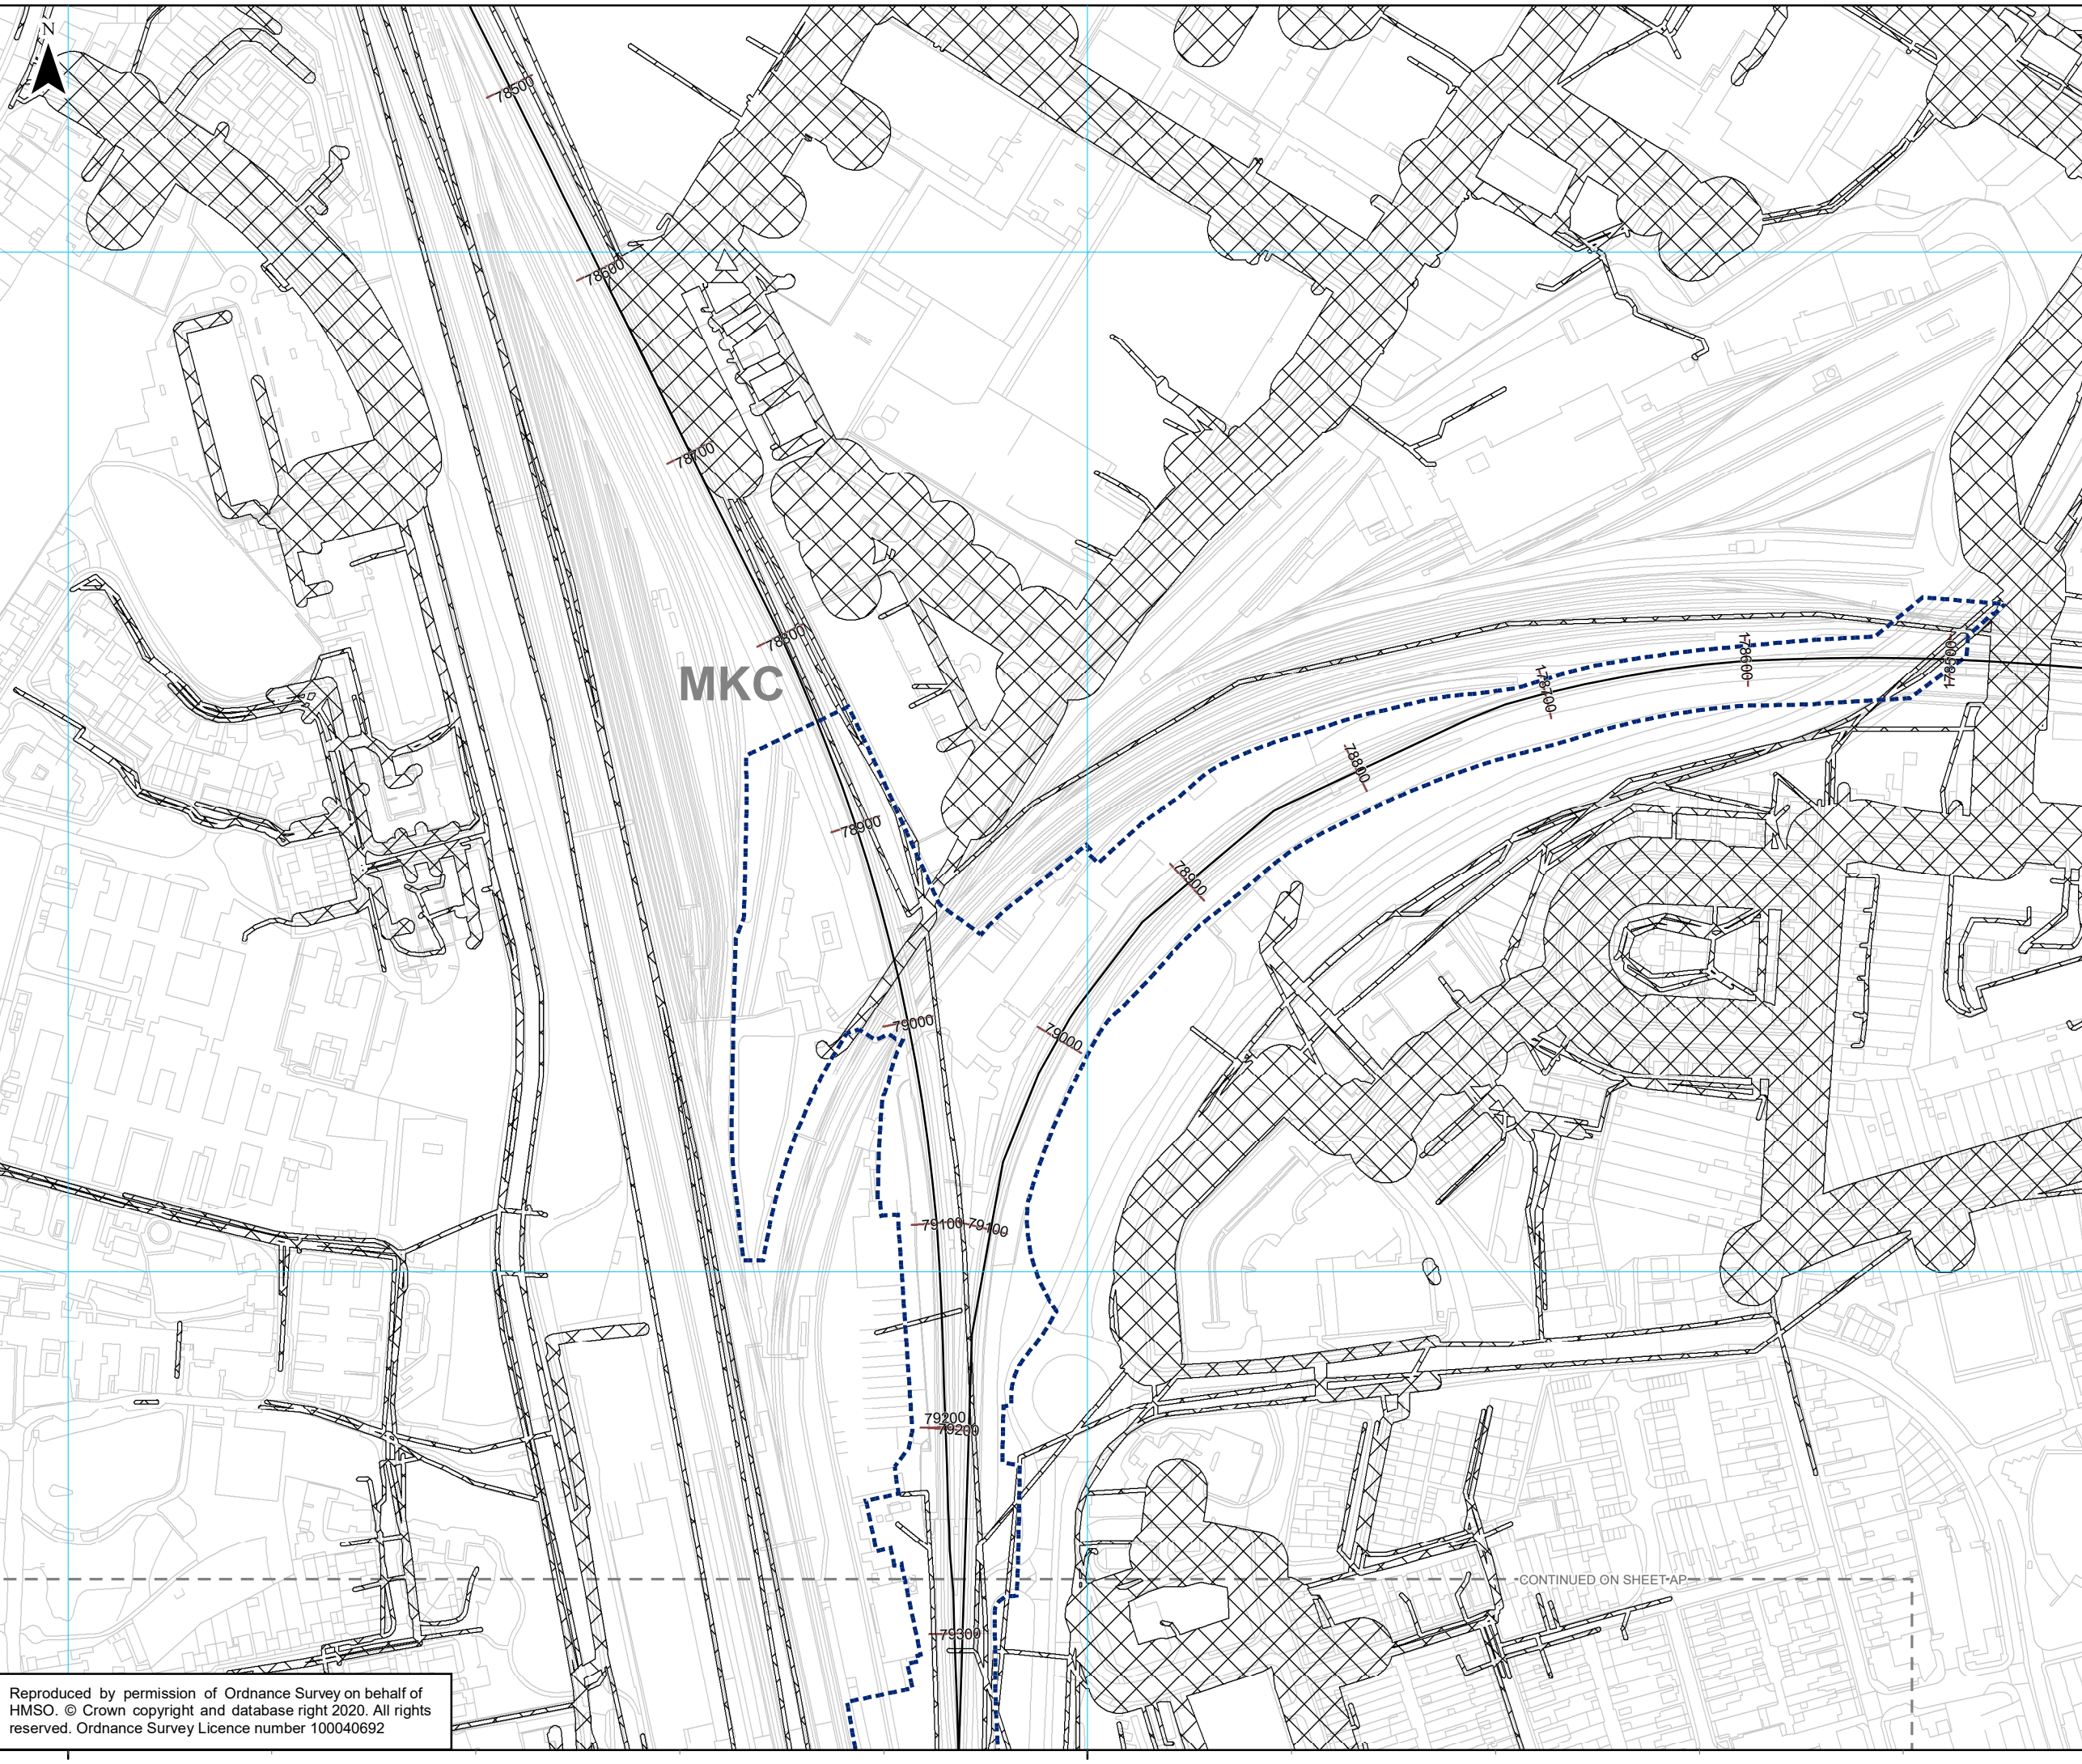 N
78500
78600
78700
78800
MKC
178500
178600
178700
78800
78900
78900
79000
79000
79100
79100
79200
79200
CONTINUED ON SHEET AP
79300
Reproduced by permission of Ordnance Survey on behalf of
HMSO. © Crown copyright and database right 2020. All rights
reserved. Ordnance Survey Licence number 100040692